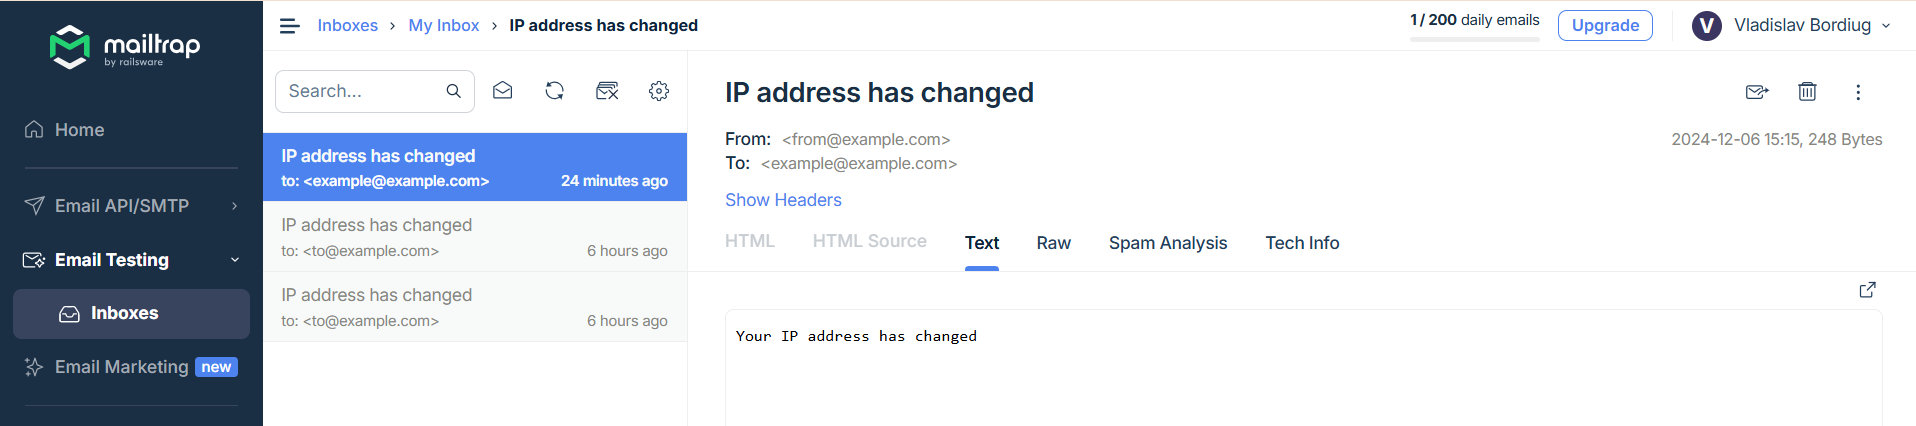 mailtrap
by railsware
Home
Email API/SMTP
Email Testing
Inboxes
Email Marketing new
Inboxes > My Inbox > IP address has changed
1 / 200 daily emails
Upgrade
V Vladislav Bordiug
Search...
IP address has changed
to: <example@example.com> 24 minutes ago
IP address has changed
to: <to@example.com> 6 hours ago
IP address has changed
to: <to@example.com> 6 hours ago
IP address has changed
From: <from@example.com> 2024-12-06 15:15, 248 Bytes
To: <example@example.com>
Show Headers
HTML HTML Source Text Raw Spam Analysis Tech Info
Your IP address has changed